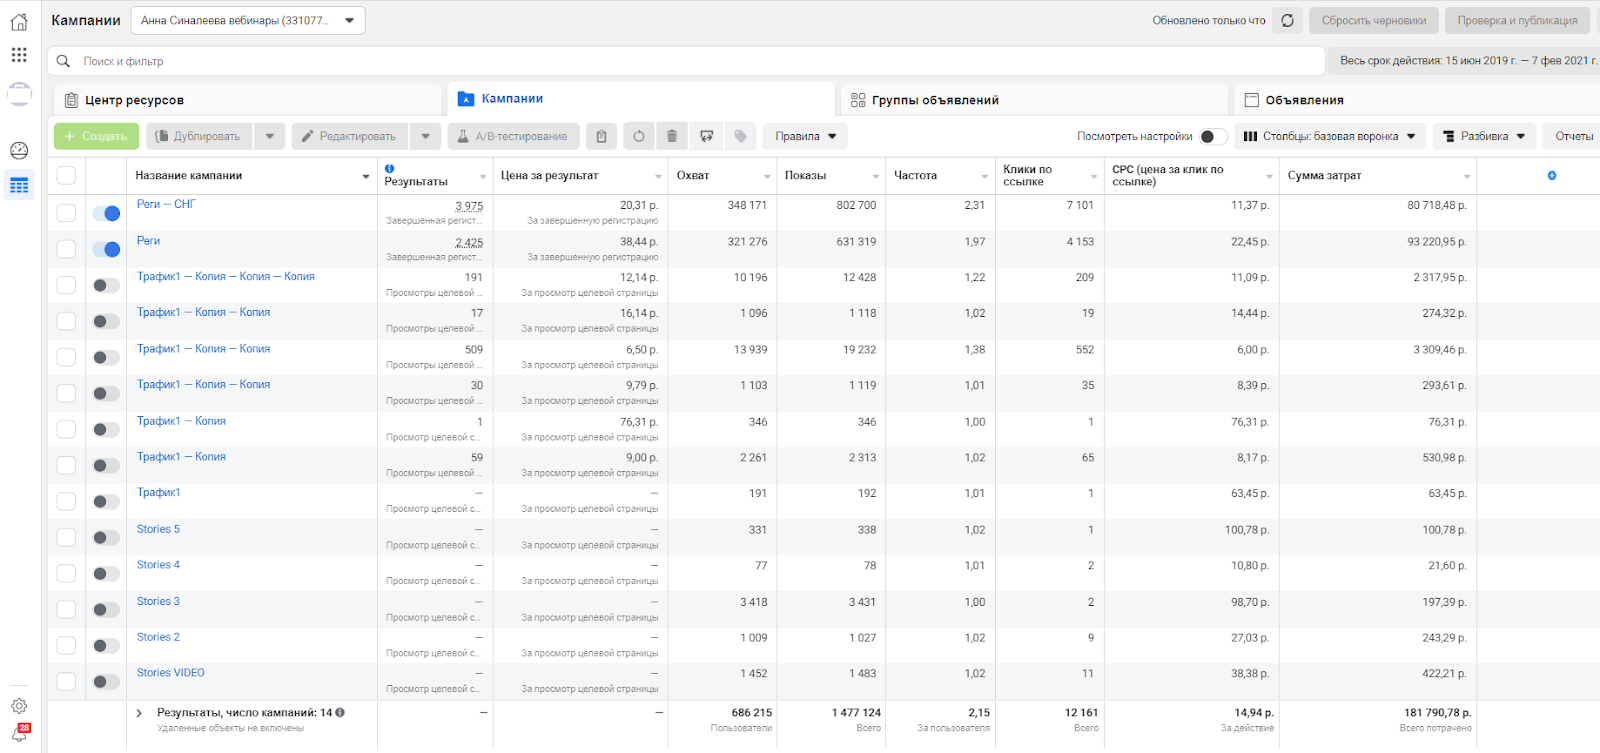 Кампании
Анна Синалеева вебинары (331077...
Обновлено только что
Сбросить черновики
Проверка и публикация
Поиск и фильтр
Весь срок действия: 15 июн 2019 г. — 7 фев 2021 г.
Центр ресурсов
Кампании
Группы объявлений
Объявления
+ Создать
Дублировать
Редактировать
A/B-тестирование
Правила
Посмотреть настройки
Столбцы: базовая воронка
Разбивка
Отчеты
Название кампании Результаты Цена за результат Охват Показы Частота Клики по ссылке CPC (цена за клик по ссылке) Сумма затрат
Реги — СНГ 3 975 20,31 р. 348 171 802 700 2,31 7 101 11,37 р. 80 718,48 р.
Завершенная регист... За завершенную регистрацию
Реги 2 425 38,44 р. 321 276 631 319 1,97 4 153 22,45 р. 93 220,95 р.
Завершенная регист... За завершенную регистрацию
Трафик1 — Копия — Копия — Копия 191 12,14 р. 10 196 12 428 1,22 209 11,09 р. 2 317,95 р.
Просмотры целевой ... За просмотр целевой страницы
Трафик1 — Копия — Копия 17 16,14 р. 1 096 1 118 1,02 19 14,44 р. 274,32 р.
Просмотры целевой ... За просмотр целевой страницы
Трафик1 — Копия — Копия 509 6,50 р. 13 939 19 232 1,38 552 6,00 р. 3 309,46 р.
Просмотры целевой ... За просмотр целевой страницы
Трафик1 — Копия — Копия 30 9,79 р. 1 103 1 119 1,01 35 8,39 р. 293,61 р.
Просмотры целевой ... За просмотр целевой страницы
Трафик1 — Копия 1 76,31 р. 346 346 1,00 1 76,31 р. 76,31 р.
Просмотр целевой с... За просмотр целевой страницы
Трафик1 — Копия 59 9,00 р. 2 261 2 313 1,02 65 8,17 р. 530,98 р.
Просмотры целевой ... За просмотр целевой страницы
Трафик1 — — 191 192 1,01 1 63,45 р. 63,45 р.
Просмотр целевой с... За просмотр целевой страницы
Stories 5 — — 331 338 1,02 1 100,78 р. 100,78 р.
Просмотр целевой с... За просмотр целевой страницы
Stories 4 — — 77 78 1,01 2 10,80 р. 21,60 р.
Просмотр целевой с... За просмотр целевой страницы
Stories 3 — — 3 418 3 431 1,00 2 98,70 р. 197,39 р.
Просмотр целевой с... За просмотр целевой страницы
Stories 2 — — 1 009 1 027 1,02 9 27,03 р. 243,29 р.
Просмотр целевой с... За просмотр целевой страницы
Stories VIDEO — — 1 452 1 483 1,02 11 38,38 р. 422,21 р.
Просмотр целевой с... За просмотр целевой страницы
Результаты, число кампаний: 14 — — 686 215 1 477 124 2,15 12 161 14,94 р. 181 790,78 р.
Удаленные объекты не включены Пользователи Всего За пользователя Всего За действие Всего потрачено
28